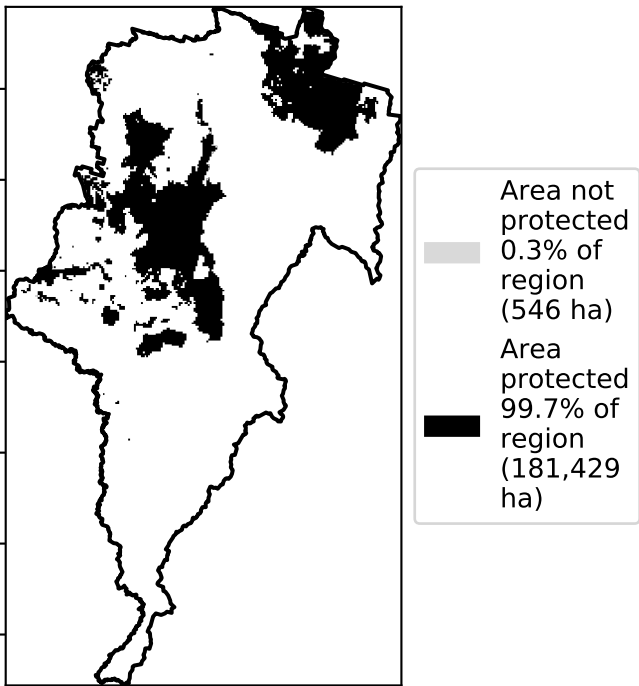 Area not
protected
0.3% of
region
(546 ha)
Area
protected
99.7% of
region
(181,429
ha)